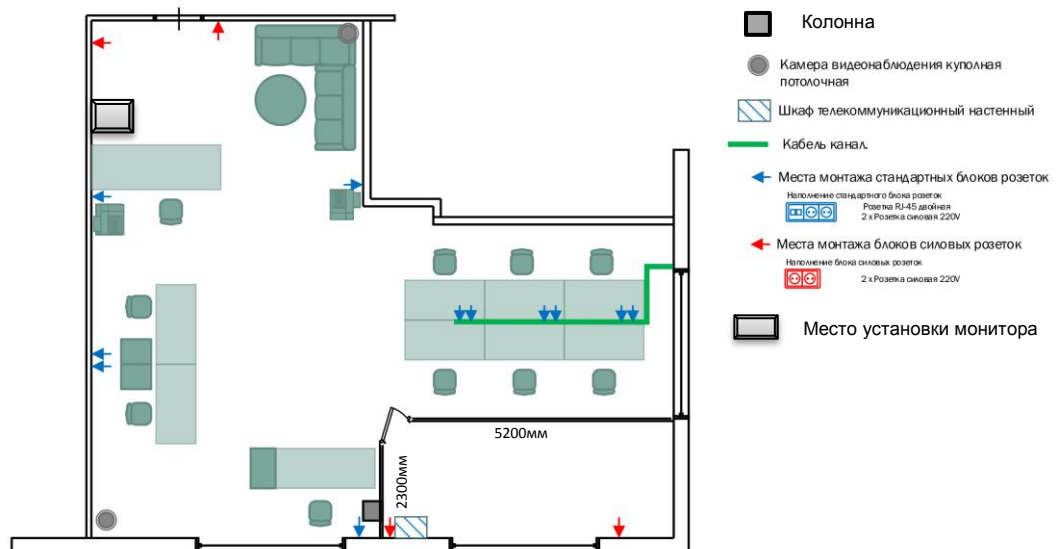 Колонна
Камера видеонаблюдения куполная
потолочная
Шкаф телекоммуникационный настенный
Кабель канал.
Места монтажа стандартных блоков розеток
Наполнение стандартного блока розеток
Розетка RJ-45 двойная
2 x Розетка силовая 220V
Места монтажа блоков силовых розеток
Наполнение блока силовых розеток
2 x Розетка силовая 220V
Место установки монитора
5200мм
2300мм